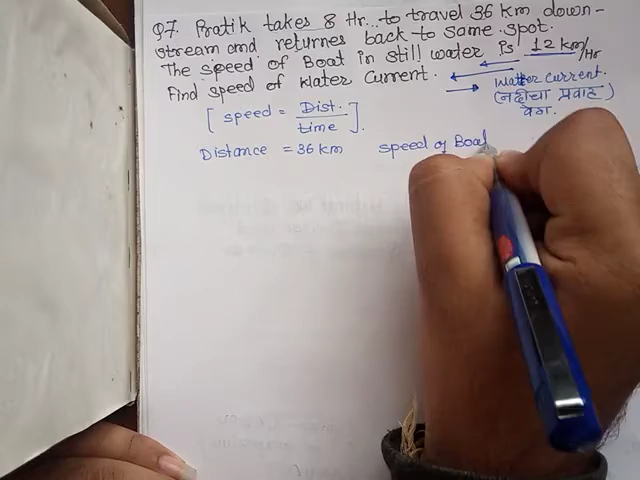 Q7. Pratik takes 8 Hr... to travel 36 km down-
stream and returnes back to same spot.
The speed of Boat in still water is 12 km/Hr
Find speed of Water Current.
Water current.
(नदीचा प्रवाह)
वेग.
[speed = Dist. / time].
Distance = 36 km speed of Boat